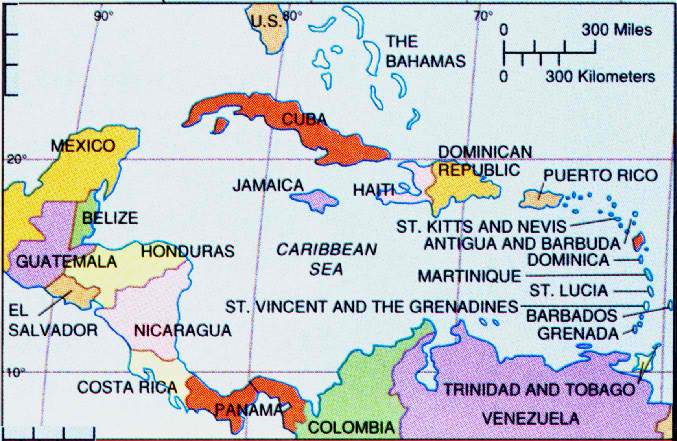 90°
U.S.
80°
70°
300 Miles
0
THE
BAHAMAS
0
300 Kilometers
CUBA
MEXICO
20°
DOMINICAN
REPUBLIC
PUERTO RICO
JAMAICA
HAITI
BELIZE
ST. KITTS AND NEVIS
ANTIGUA AND BARBUDA
HONDURAS
CARIBBEAN
SEA
GUATEMALA
DOMINICA
MARTINIQUE
ST. LUCIA
EL
SALVADOR
ST. VINCENT AND THE GRENADINES
BARBADOS
NICARAGUA
GRENADA
10°
COSTA RICA
TRINIDAD AND TOBAGO
PANAMA
VENEZUELA
COLOMBIA